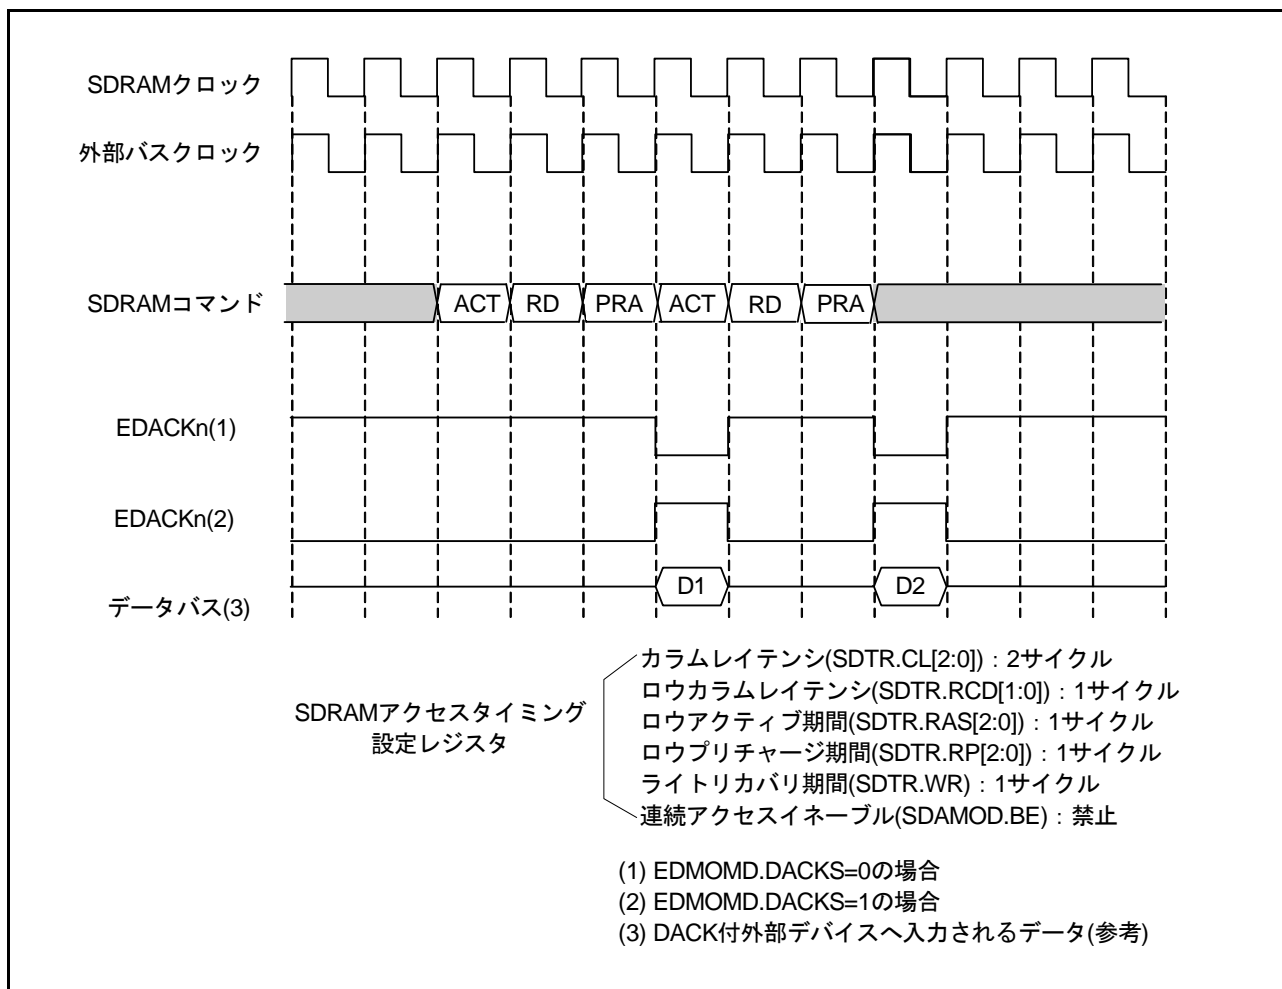 SDRAMクロック
外部バスクロック
SDRAMコマンド
ACT RD PRA ACT RD PRA
EDACKn(1)
EDACKn(2)
データバス(3)
D1 D2
SDRAMアクセスタイミング
設定レジスタ
カラムレイテンシ(SDTR.CL[2:0])：2サイクル
ロウカラムレイテンシ(SDTR.RCD[1:0])：1サイクル
ロウアクティブ期間(SDTR.RAS[2:0])：1サイクル
ロウプリチャージ期間(SDTR.RP[2:0])：1サイクル
ライトリカバリ期間(SDTR.WR)：1サイクル
連続アクセスイネーブル(SDAMOD.BE)：禁止
(1) EDMOMD.DACKS=0の場合
(2) EDMOMD.DACKS=1の場合
(3) DACK付外部デバイスへ入力されるデータ(参考)